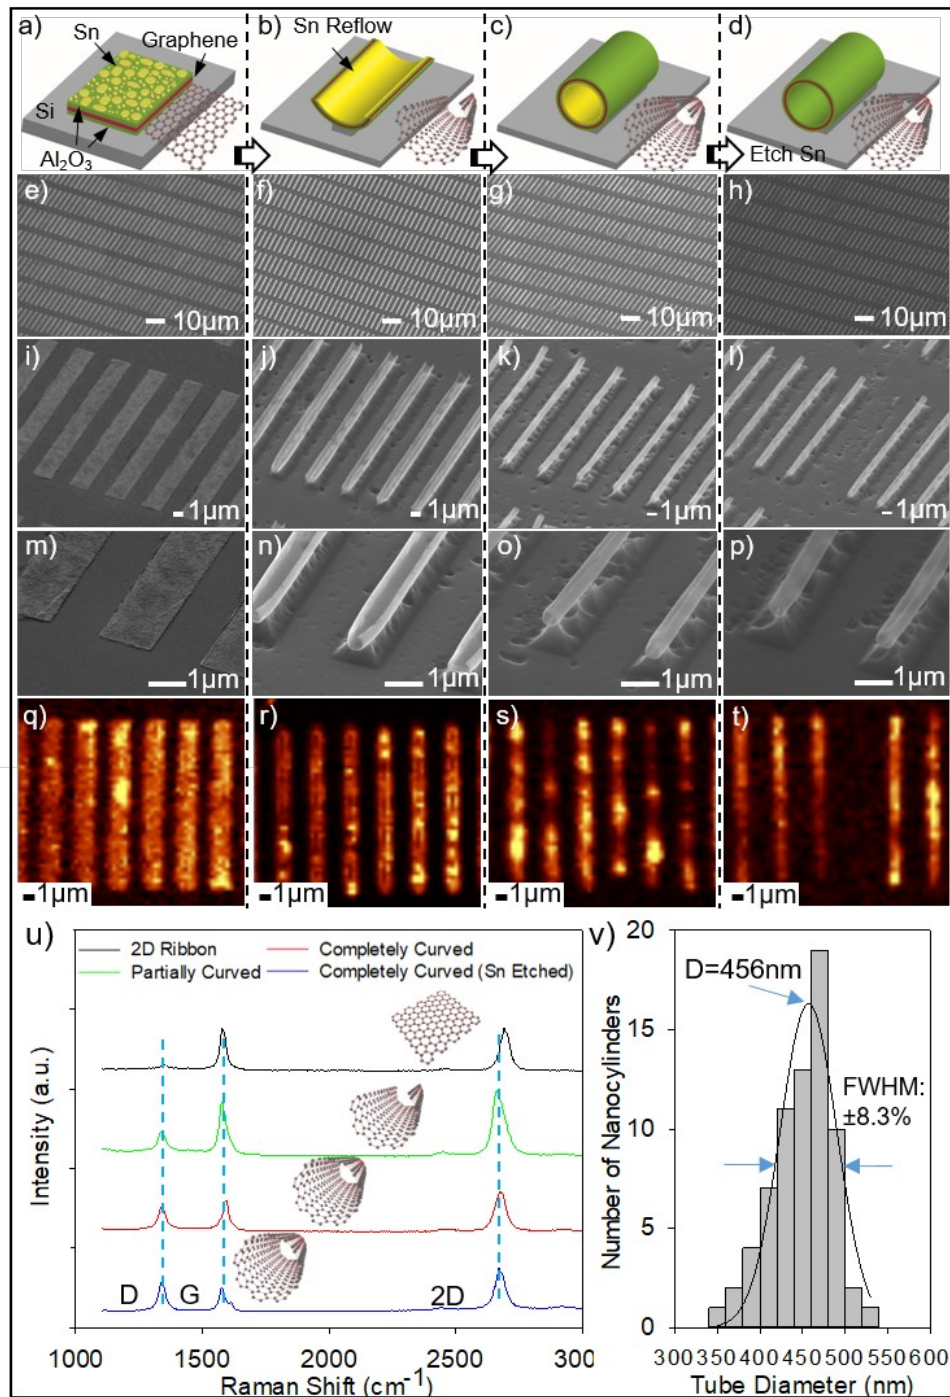 a) b) c) d)
Sn Reflow
Sn Graphene
Si
Al₂O₃ Etch Sn
e) f) g) h)
10μm 10μm 10μm 10μm
i) j) k) l)
1μm 1μm 1μm 1μm
m) n) o) p)
1μm 1μm 1μm 1μm
q) r) s) t)
1μm 1μm 1μm 1μm
u)
2D Ribbon Completely Curved
Partially Curved Completely Curved (Sn Etched)
Intensity (a.u.)
D G 2D
1000 1500 2000 2500 300
Raman Shift (cm⁻¹)
v)
20
15
10
5
0
Number of Nanocylinders
D=456nm
FWHM:
±8.3%
300 350 400 450 500 550 600
Tube Diameter (nm)